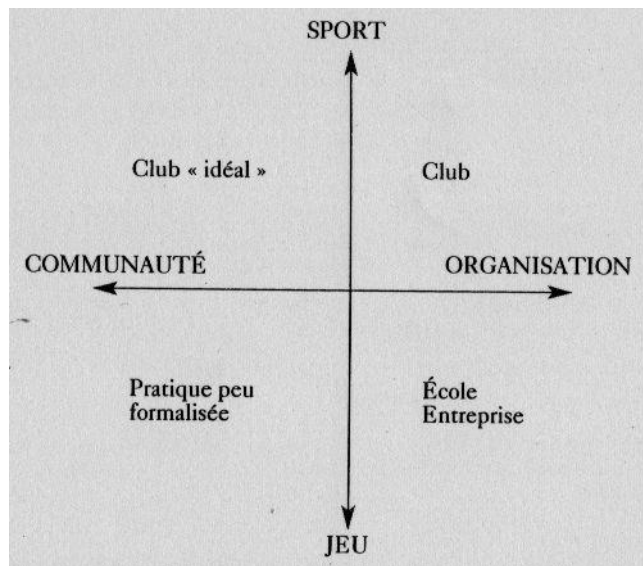 SPORT
Club « idéal »
Club
COMMUNAUTÉ
ORGANISATION
Pratique peu
formalisée
École
Entreprise
JEU